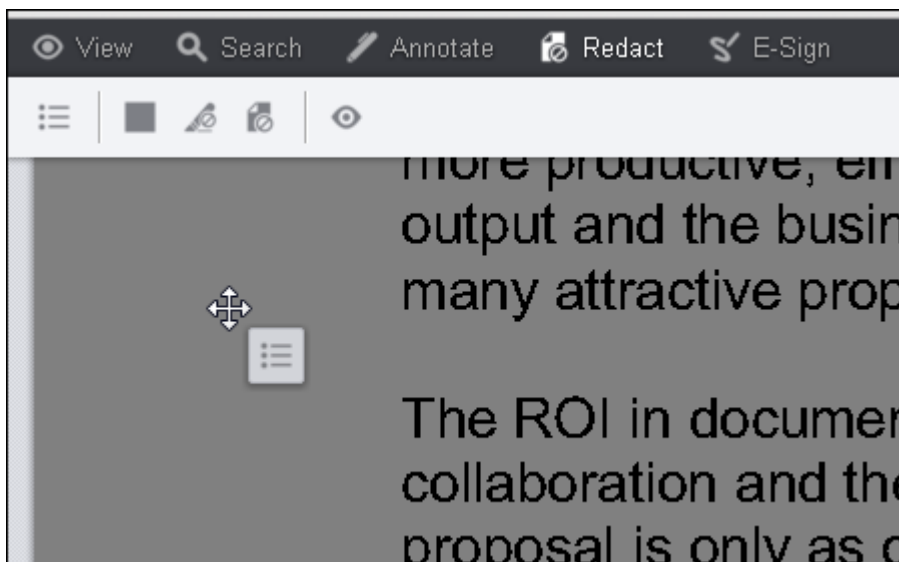 View Search Annotate Redact E-Sign
more productive,
output and the
many attractive
The ROI in
collaboration and
proposal is only as